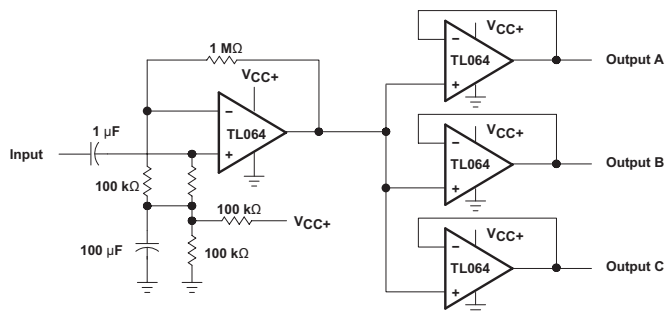 1 MΩ
VCC+
TL064
−
+
1 µF
Input
100 kΩ
100 µF
100 kΩ
VCC+
100 kΩ
VCC+
−
TL064
+
Output A
VCC+
−
TL064
+
Output B
VCC+
−
TL064
+
Output C